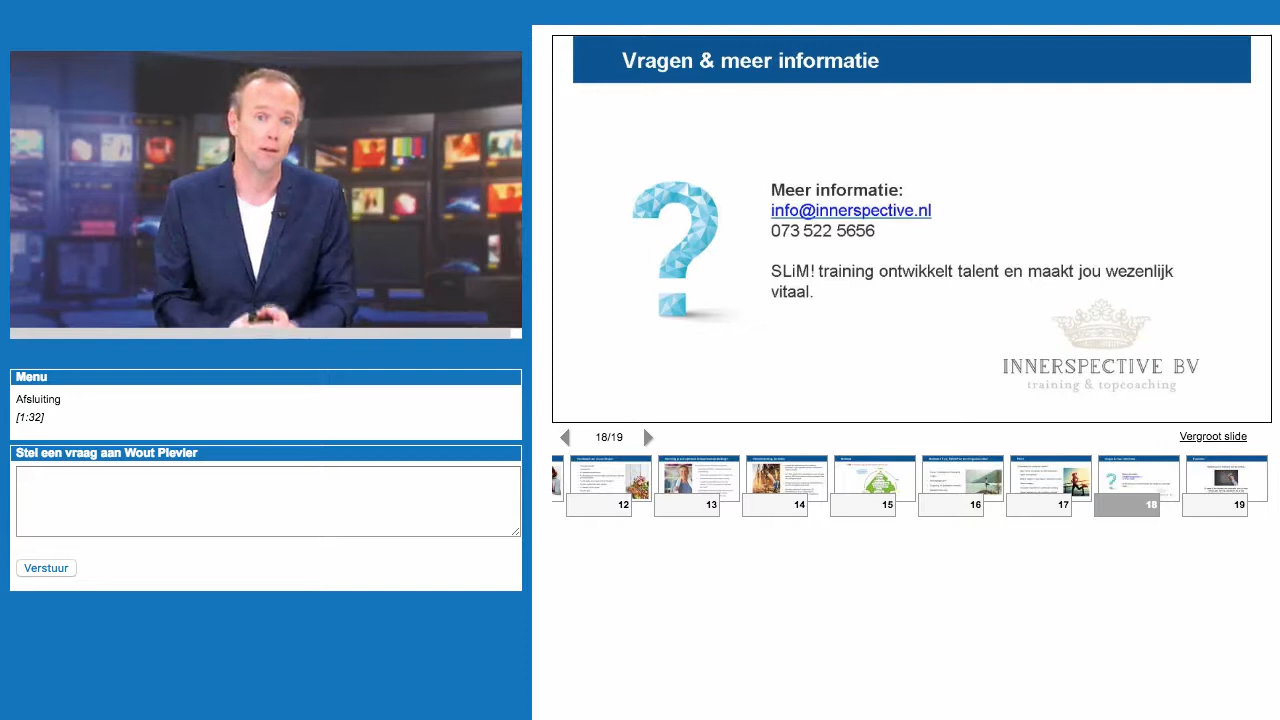 Vragen & meer informatie
Meer informatie:
info@innerspective.nl
073 522 5656
SLiM! training ontwikkelt talent en maakt jou wezenlijk
vitaal.
INNERSPECTIVE BV
training & topcoaching
Menu
Afsluiting
[1:32]
Stel een vraag aan Wout Plevier
Verstuur
18/19
Vergroot slide
12
13
14
15
16
17
18
19